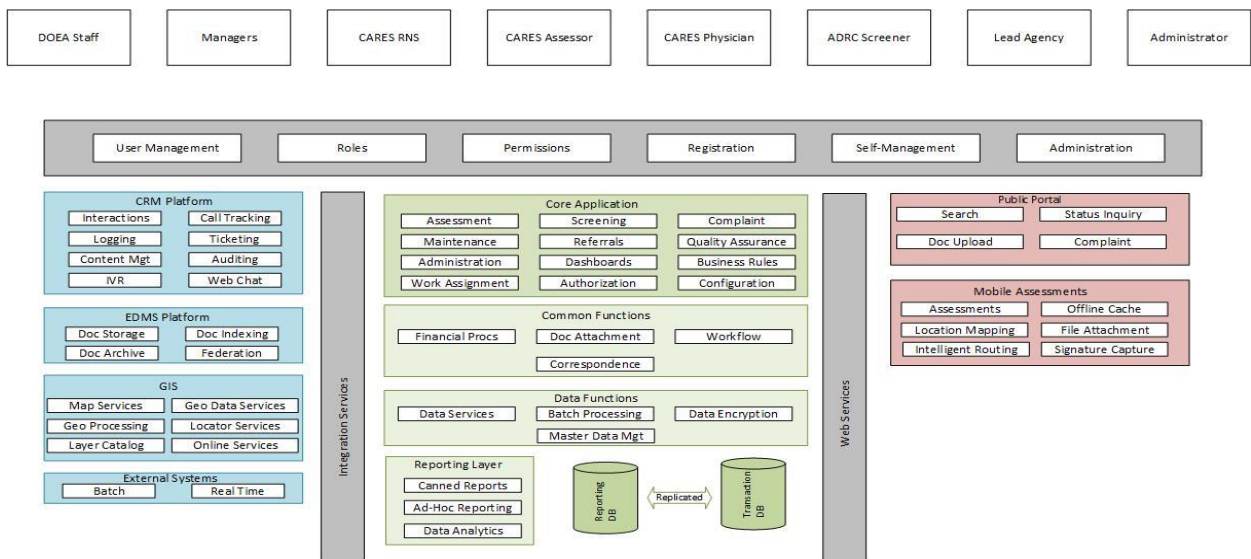 DOEA Staff
Managers
CARES RNS
CARES Assessor
CARES Physician
ADRC Screener
Lead Agency
Administrator
User Management
Roles
Permissions
Registration
Self-Management
Administration
CRM Platform
Interactions
Call Tracking
Logging
Ticketing
Content Mgt
Auditing
IVR
Web Chat
EDMS Platform
Doc Storage
Doc Indexing
Doc Archive
Federation
GIS
Map Services
Geo Data Services
Geo Processing
Locator Services
Layer Catalog
Online Services
External Systems
Batch
Real Time
Integration Services
Core Application
Assessment
Screening
Complaint
Maintenance
Referrals
Quality Assurance
Administration
Dashboards
Business Rules
Work Assignment
Authorization
Configuration
Common Functions
Financial Procs
Doc Attachment
Workflow
Correspondence
Data Functions
Data Services
Batch Processing
Data Encryption
Master Data Mgt
Reporting Layer
Canned Reports
Ad-Hoc Reporting
Data Analytics
Reporting
DB
Replicated
Transaction
DB
Web Services
Public Portal
Search
Status Inquiry
Doc Upload
Complaint
Mobile Assessments
Assessments
Offline Cache
Location Mapping
File Attachment
Intelligent Routing
Signature Capture